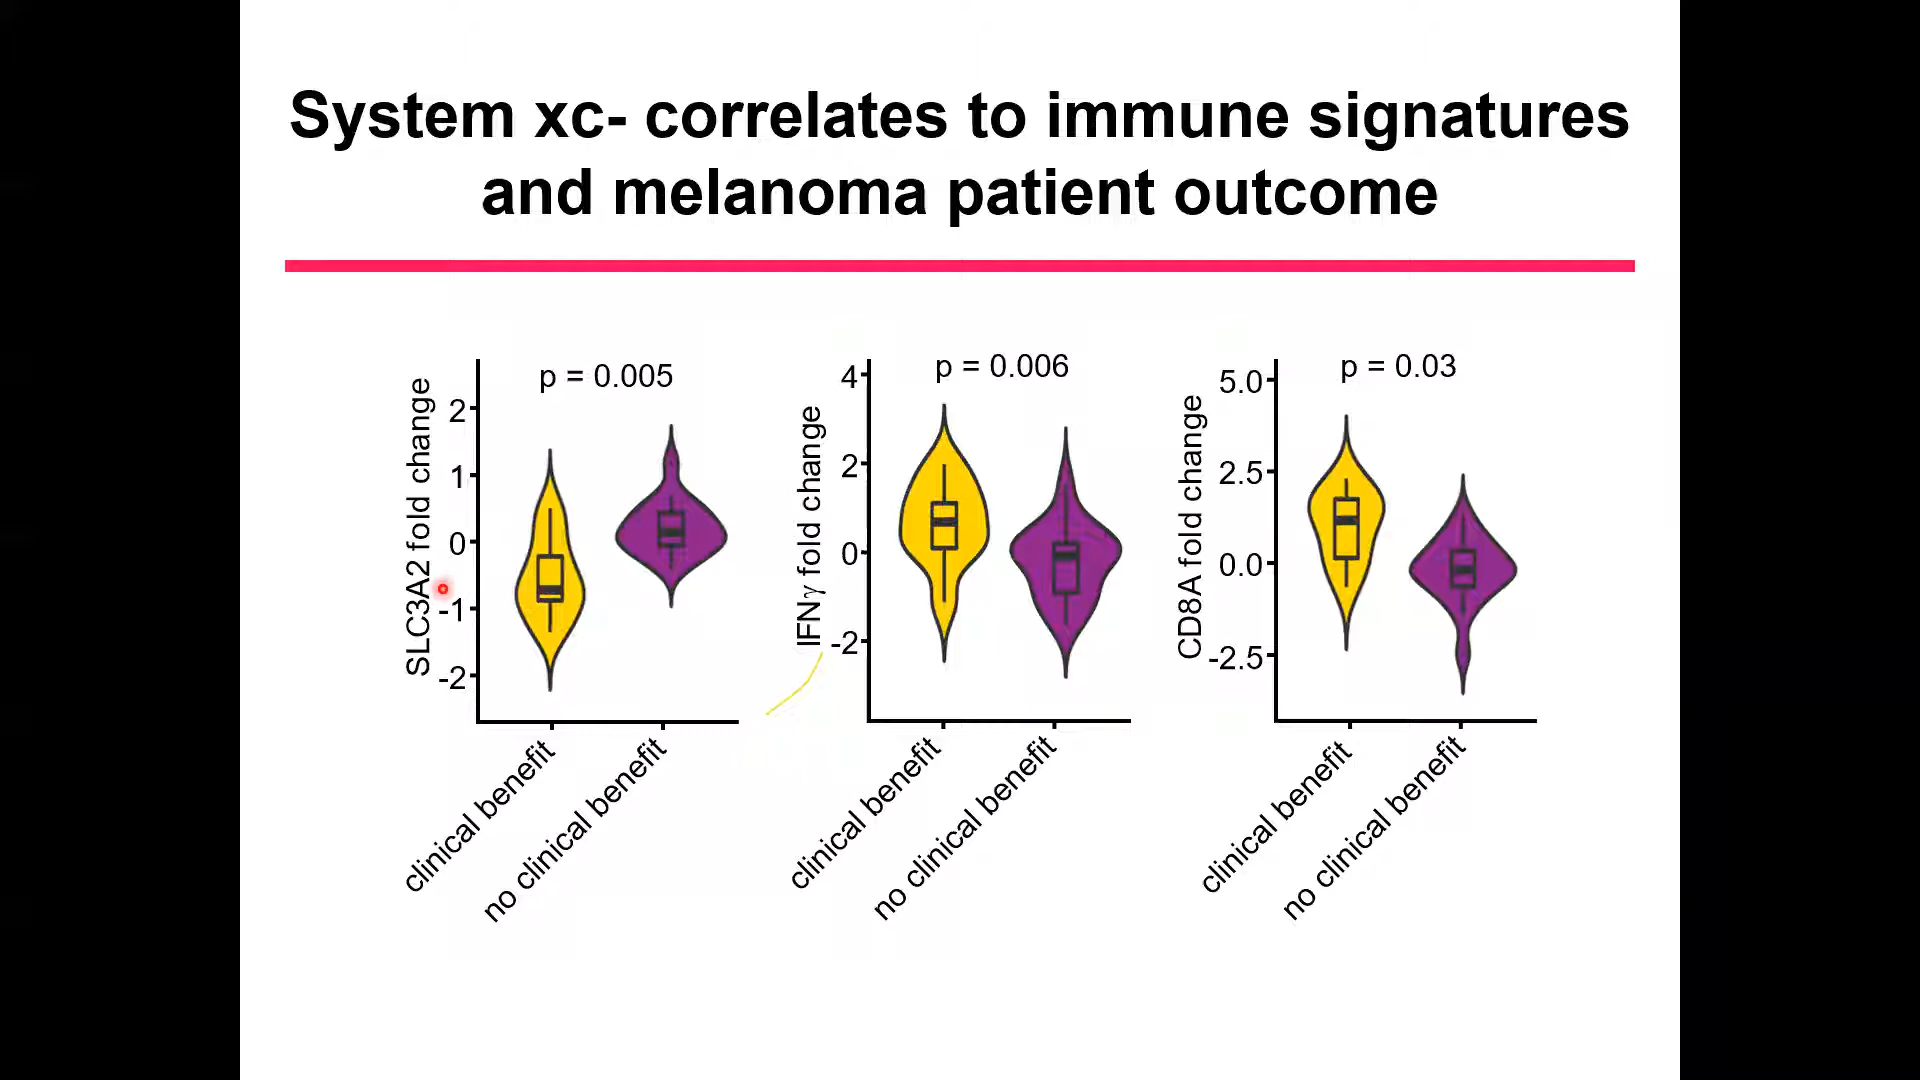 System xc- correlates to immune signatures
and melanoma patient outcome
SLC3A2 fold change
p = 0.005
2
1
0
-1
-2
clinical benefit
no clinical benefit
IFNγ fold change
p = 0.006
4
2
0
-2
clinical benefit
no clinical benefit
CD8A fold change
p = 0.03
5.0
2.5
0.0
-2.5
clinical benefit
no clinical benefit